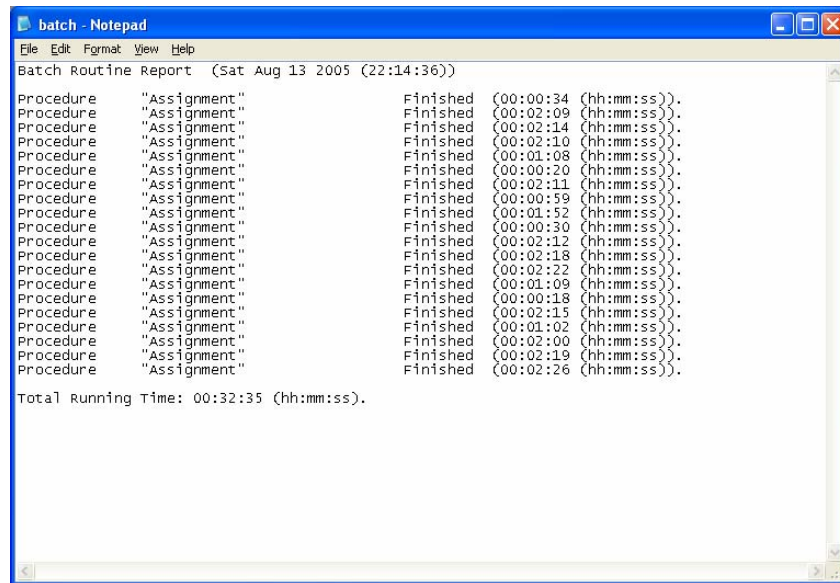 batch - Notepad
File Edit Format View Help
Batch Routine Report (Sat Aug 13 2005 (22:14:36))
Procedure "Assignment" Finished (00:00:34 (hh:mm:ss)).
Procedure "Assignment" Finished (00:02:09 (hh:mm:ss)).
Procedure "Assignment" Finished (00:02:14 (hh:mm:ss)).
Procedure "Assignment" Finished (00:02:10 (hh:mm:ss)).
Procedure "Assignment" Finished (00:01:08 (hh:mm:ss)).
Procedure "Assignment" Finished (00:00:20 (hh:mm:ss)).
Procedure "Assignment" Finished (00:02:11 (hh:mm:ss)).
Procedure "Assignment" Finished (00:00:59 (hh:mm:ss)).
Procedure "Assignment" Finished (00:01:52 (hh:mm:ss)).
Procedure "Assignment" Finished (00:00:30 (hh:mm:ss)).
Procedure "Assignment" Finished (00:02:12 (hh:mm:ss)).
Procedure "Assignment" Finished (00:02:18 (hh:mm:ss)).
Procedure "Assignment" Finished (00:02:22 (hh:mm:ss)).
Procedure "Assignment" Finished (00:01:09 (hh:mm:ss)).
Procedure "Assignment" Finished (00:00:18 (hh:mm:ss)).
Procedure "Assignment" Finished (00:02:15 (hh:mm:ss)).
Procedure "Assignment" Finished (00:01:02 (hh:mm:ss)).
Procedure "Assignment" Finished (00:02:00 (hh:mm:ss)).
Procedure "Assignment" Finished (00:02:19 (hh:mm:ss)).
Procedure "Assignment" Finished (00:02:26 (hh:mm:ss)).
Total Running Time: 00:32:35 (hh:mm:ss).